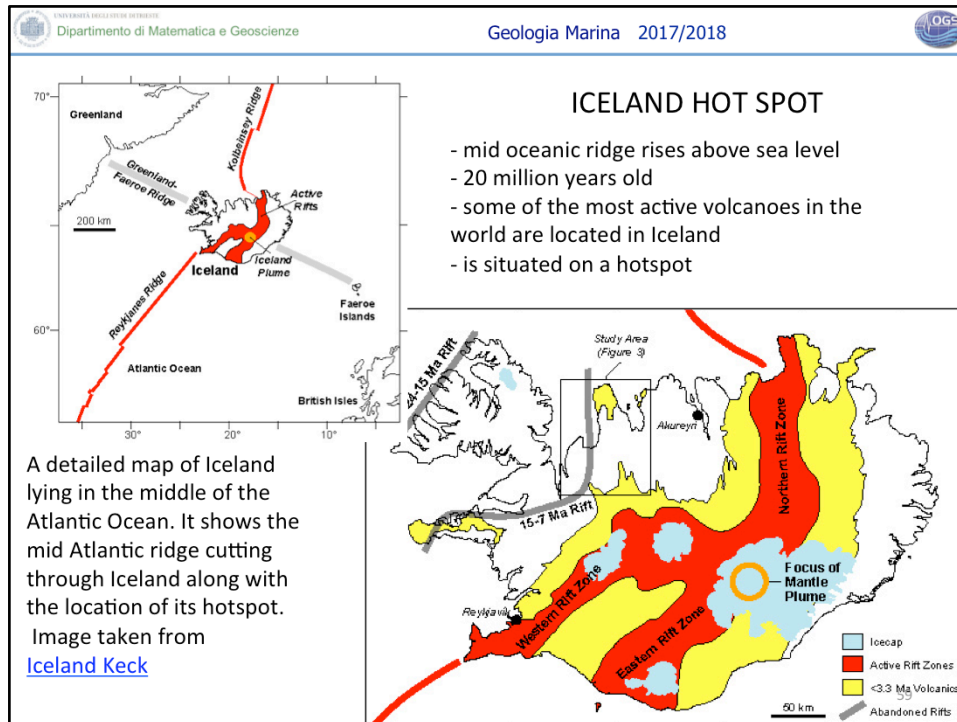 UNIVERSITÀ DEGLI STUDI DI TRIESTE
Dipartimento di Matematica e Geoscienze
Geologia Marina 2017/2018
OGS
ICELAND HOT SPOT
- mid oceanic ridge rises above sea level
- 20 million years old
- some of the most active volcanoes in the
world are located in Iceland
- is situated on a hotspot
70°
Greenland
Kolbeinsey Ridge
Greenland-
Faeroe Ridge
Active
Rifts
200 km
Iceland
Iceland
Plume
Reykjanes Ridge
Faeroe
Islands
60°
Atlantic Ocean
British Isles
30°
20°
10°
A detailed map of Iceland
lying in the middle of the
Atlantic Ocean. It shows the
mid Atlantic ridge cutting
through Iceland along with
the location of its hotspot.
Image taken from
Iceland Keck
24-15 Ma Rift
Study Area
(Figure 3)
Akureyri
15-7 Ma Rift
Northern Rift Zone
Focus of
Mantle
Plume
Reykjavik
Western Rift Zone
Eastern Rift Zone
Icecap
Active Rift Zones
<3.3 Ma Volcanics
Abandoned Rifts
50 km
59